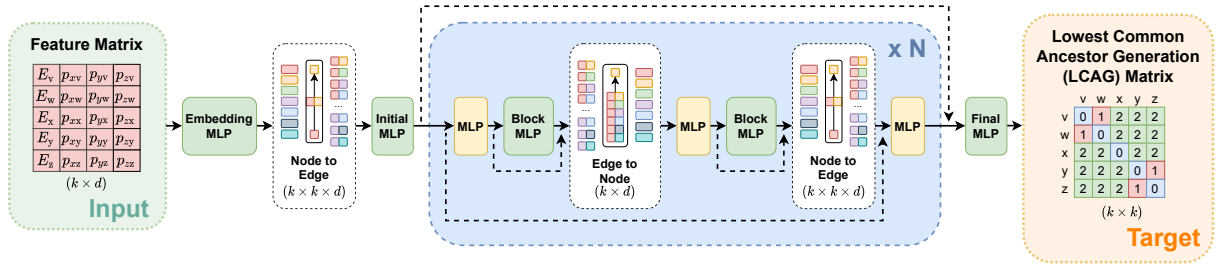 Feature Matrix
E_v p_xv p_yv p_zv
E_w p_xw p_yw p_zw
E_x p_xx p_yx p_zx
E_y p_xy p_yy p_zy
E_z p_xz p_yz p_zz
(k × d)
Input
Embedding
MLP
...
Node to
Edge
(k × k × d)
Initial
MLP
x N
MLP
Block
MLP
...
Edge to
Node
(k × d)
MLP
Block
MLP
...
Node to
Edge
(k × k × d)
MLP
Final
MLP
Lowest Common
Ancestor Generation
(LCAG) Matrix
v w x y z
v 0 1 2 2 2
w 1 0 2 2 2
x 2 2 0 2 2
y 2 2 2 0 1
z 2 2 2 1 0
(k × k)
Target